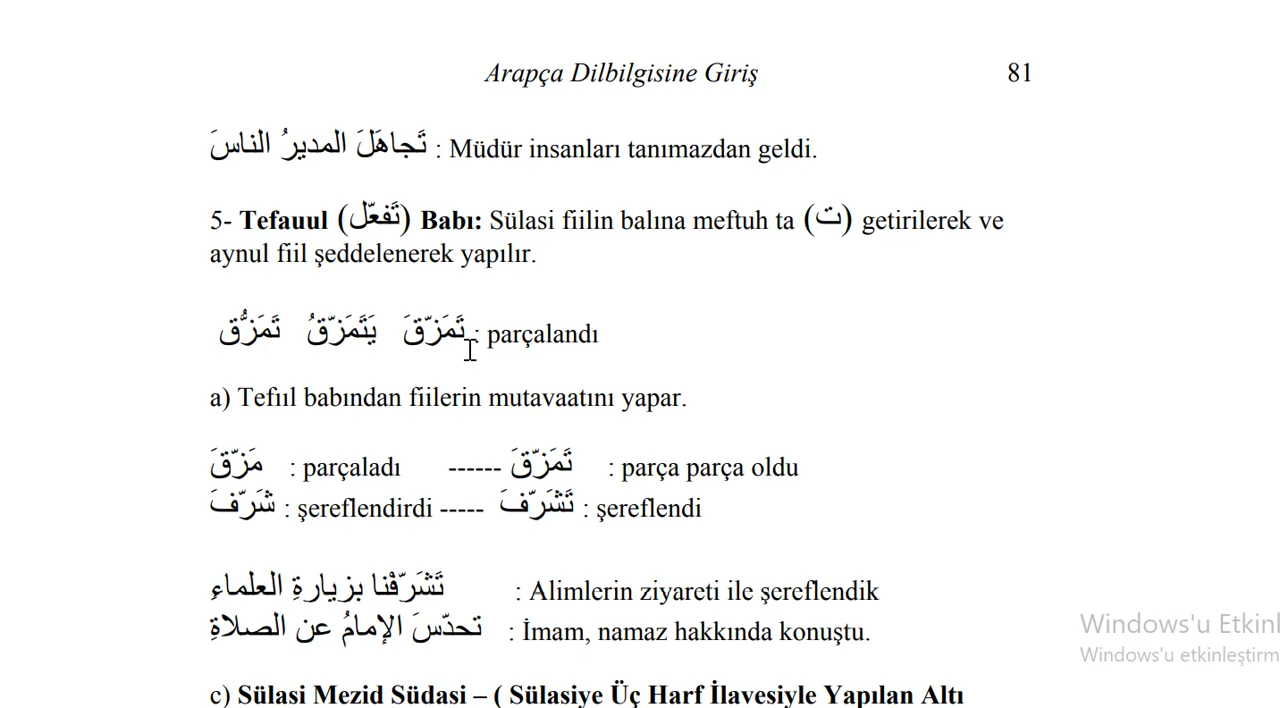 Arapça Dilbilgisine Giriş 81
تَجاهَلَ المديرُ الناسَ : Müdür insanları tanımazdan geldi.
5- Tefauul (تَفعّل) Babı: Sülasi fiilin balına meftuh ta (ت) getirilerek ve
aynul fiil şeddelenerek yapılır.
تَمَزّقَ يَتَمَزّقُ تَمَزُّق : parçalandı
a) Tefiıl babından fiilerin mutavaatını yapar.
مَزّقَ : parçaladı ------ تَمَزّقَ : parça parça oldu
شَرّفَ : şereflendirdi ----- تَشَرّفَ : şereflendi
تَشَرّفْنا بزيارةِ العلماءِ : Alimlerin ziyareti ile şereflendik
تحدّسَ الإمامُ عن الصلاةِ : İmam, namaz hakkında konuştu.
Windows'u Etkinl
Windows'u etkinleştirm
c) Sülasi Mezid Südasi – ( Sülasiye Üç Harf İlavesiyle Yapılan Altı